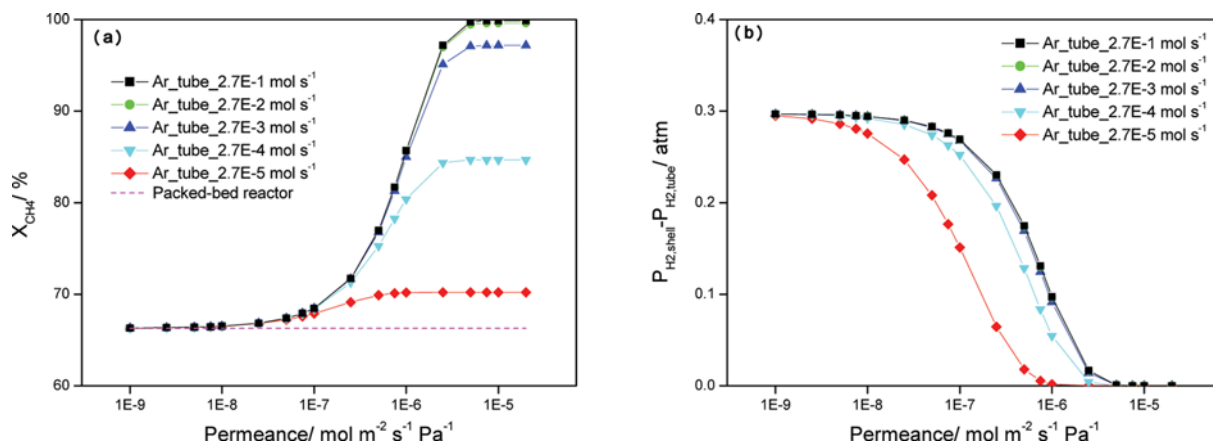 (a)
100
90
80
70
60
X_CH4/ %
Ar_tube_2.7E-1 mol s⁻¹
Ar_tube_2.7E-2 mol s⁻¹
Ar_tube_2.7E-3 mol s⁻¹
Ar_tube_2.7E-4 mol s⁻¹
Ar_tube_2.7E-5 mol s⁻¹
Packed-bed reactor
1E-9 1E-8 1E-7 1E-6 1E-5
Permeance/ mol m⁻² s⁻¹ Pa⁻¹
(b)
0.4
0.3
0.2
0.1
0.0
P_H2,shell-P_H2,tube/ atm
Ar_tube_2.7E-1 mol s⁻¹
Ar_tube_2.7E-2 mol s⁻¹
Ar_tube_2.7E-3 mol s⁻¹
Ar_tube_2.7E-4 mol s⁻¹
Ar_tube_2.7E-5 mol s⁻¹
1E-9 1E-8 1E-7 1E-6 1E-5
Permeance/ mol m⁻² s⁻¹ Pa⁻¹